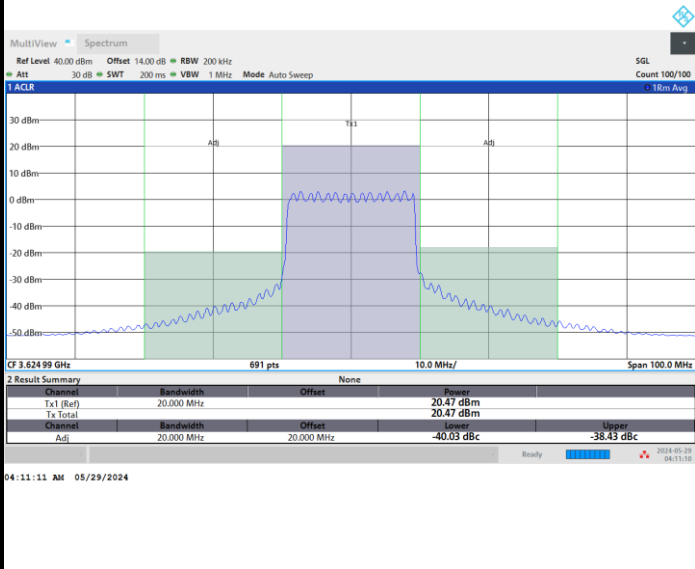 MultiView Spectrum
Ref Level 40.00 dBm Offset 14.00 dB RBW 200 kHz SGL
Att 30 dB SWT 200 ms VBW 1 MHz Mode Auto Sweep Count 100/100
1 ACLR 1Rm Avg
30 dBm
Tx1
20 dBm Adj Adj
10 dBm
0 dBm
-10 dBm
-20 dBm
-30 dBm
-40 dBm
-50 dBm
CF 3.624 99 GHz 691 pts 10.0 MHz/ Span 100.0 MHz
2 Result Summary None
Channel Bandwidth Offset Power
Tx1 (Ref) 20.000 MHz 20.47 dBm
Tx Total 20.47 dBm
Channel Bandwidth Offset Lower Upper
Adj 20.000 MHz 20.000 MHz -40.03 dBc -38.43 dBc
Ready 2024-05-29
04:11:10
04:11:11 AM 05/29/2024